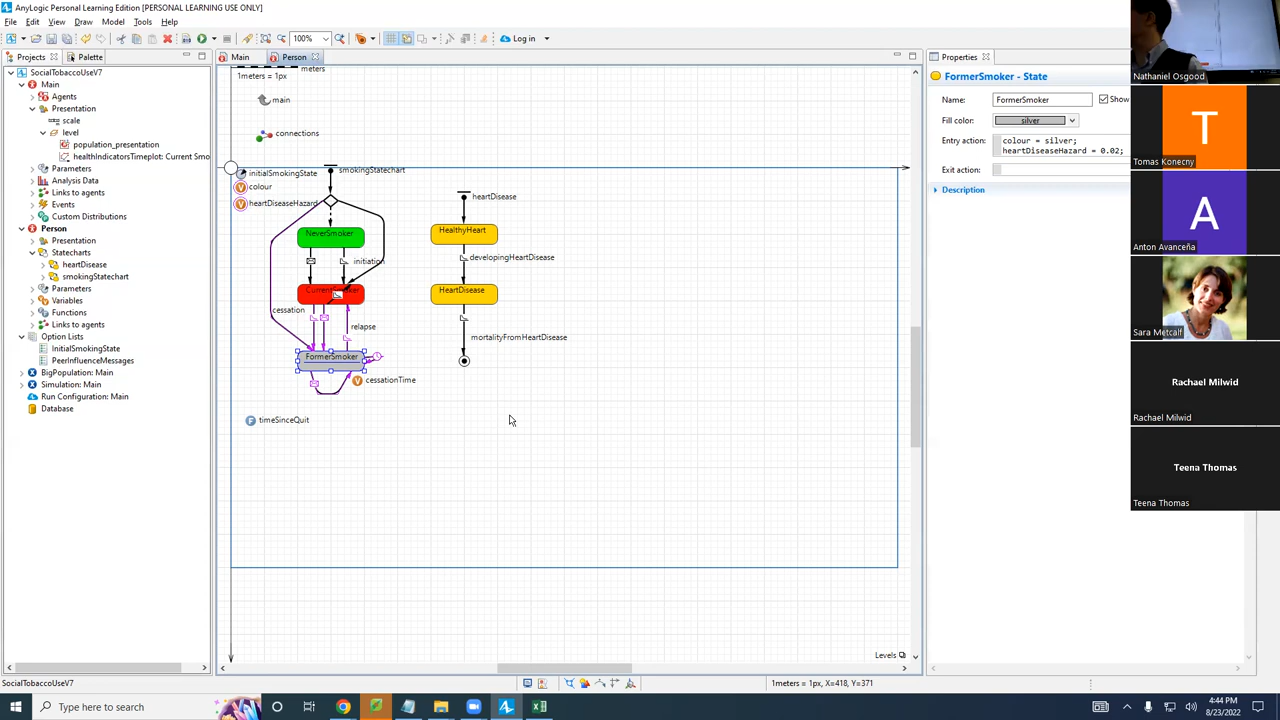 AnyLogic Personal Learning Edition [PERSONAL LEARNING USE ONLY]
File Edit View Draw Model Tools Help
100% Log in
Projects Palette
Main Person
Properties
SocialTobaccoUseV7
Main
Agents
Presentation
scale
level
population_presentation
healthIndicatorsTimeplot: Current Smo
Parameters
Analysis Data
Links to agents
Events
Custom Distributions
Person
Presentation
Statecharts
heartDisease
smokingStatechart
Parameters
Variables
Functions
Links to agents
Option Lists
InitialSmokingState
PeerInfluenceMessages
BigPopulation: Main
Simulation: Main
Run Configuration: Main
Database
meters
1meters = 1px
main
connections
initialSmokingState
smokingStatechart
colour
heartDiseaseHazard
heartDisease
NeverSmoker
HealthyHeart
initiation
developingHeartDisease
CurrentSmoker
HeartDisease
cessation
relapse
mortalityFromHeartDisease
FormerSmoker
cessationTime
timeSinceQuit
Levels
FormerSmoker - State
Name: FormerSmoker Show
Fill color: silver
Entry action: colour = silver;
heartDiseaseHazard = 0.02;
Exit action:
Description
Nathaniel Osgood
T
Tomas Konecny
A
Anton Avanceña
Sara Metcalf
Rachael Milwid
Rachael Milwid
Teena Thomas
Teena Thomas
SocialTobaccoUseV7
1meters = 1px, X=418, Y=371
Type here to search
4:44 PM
8/23/2022